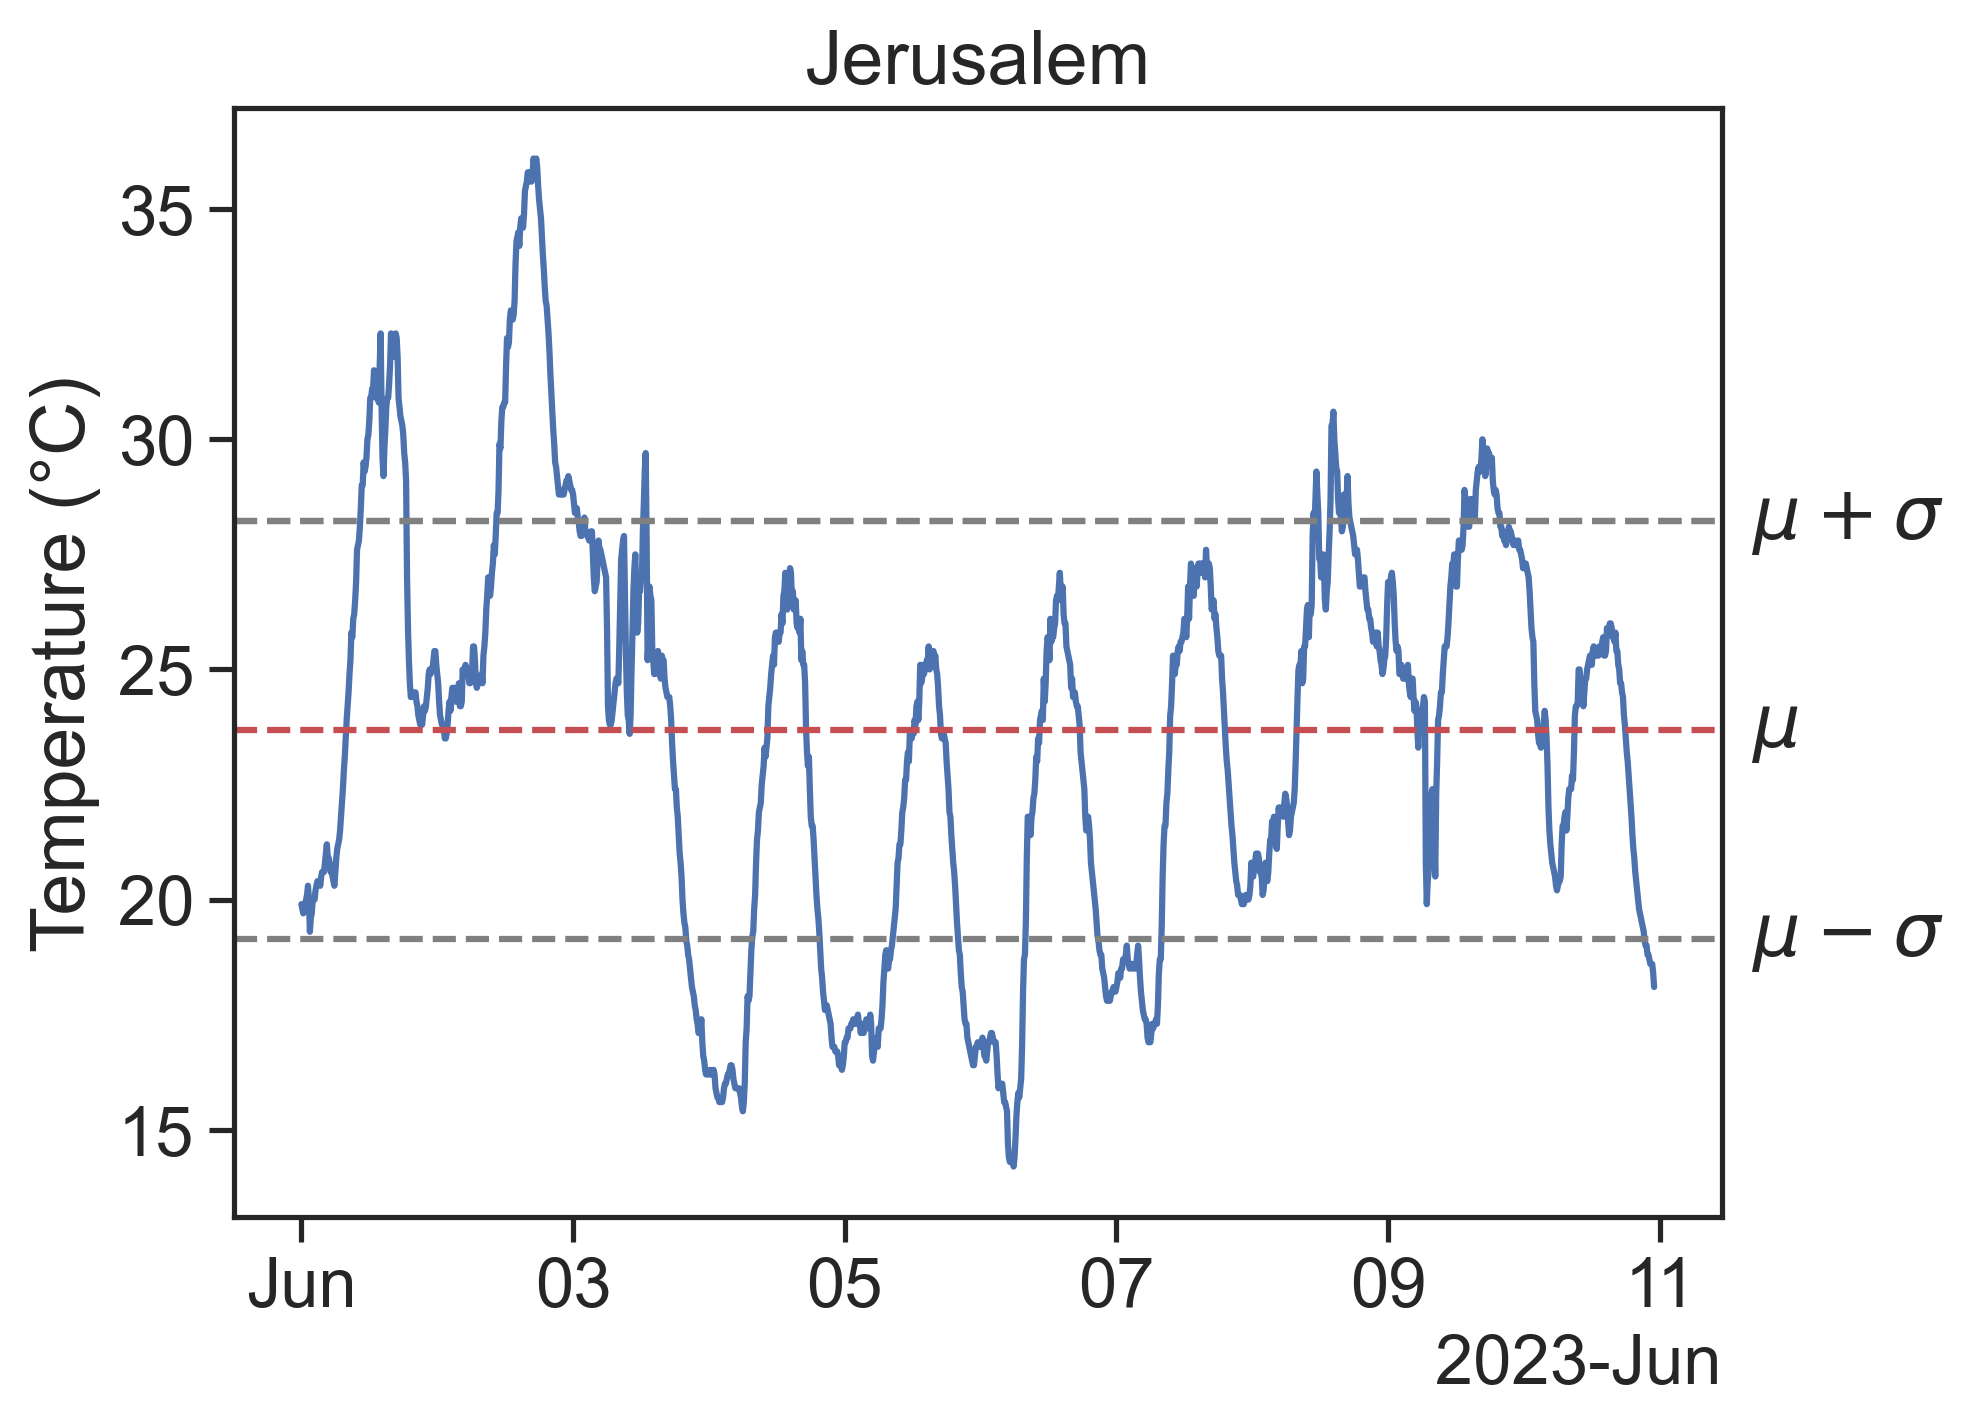 Jerusalem
Temperature (°C)
35
30
25
20
15
μ + σ
μ
μ − σ
Jun 03 05 07 09 11
2023-Jun